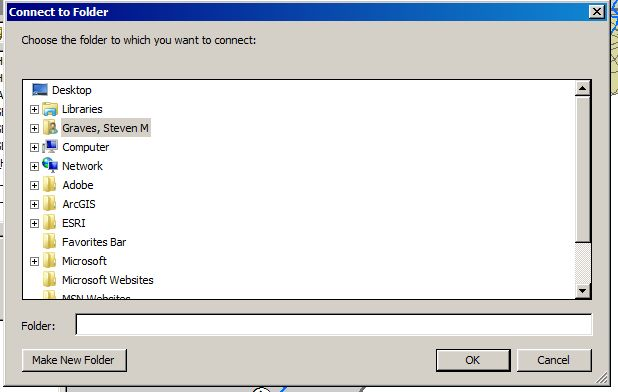 Connect to Folder
Choose the folder to which you want to connect:
Desktop
Libraries
Graves, Steven M
Computer
Network
Adobe
ArcGIS
ESRI
Favorites Bar
Microsoft
Microsoft Websites
MSN Websites
Folder:
Make New Folder
OK
Cancel